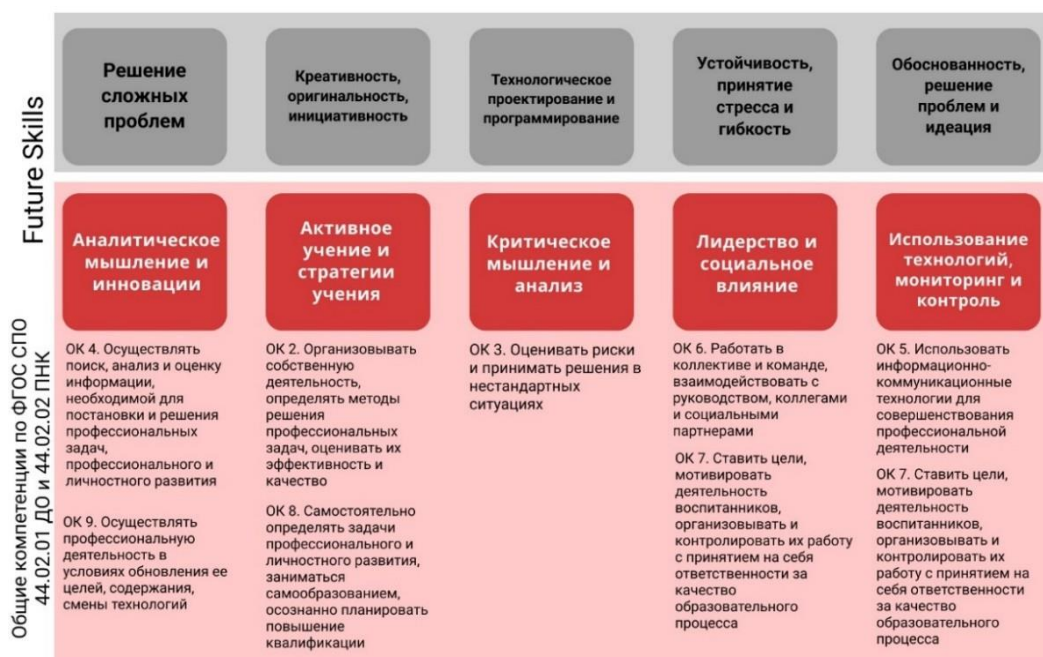 Future Skills
Решение
сложных
проблем
Креативность,
оригинальность,
инициативность
Технологическое
проектирование и
программирование
Устойчивость,
принятие
стресса и
гибкость
Обоснованность,
решение
проблем и
идеация
Общие компетенции по ФГОС СПО
44.02.01 ДО и 44.02.02 ПНК
Аналитическое
мышление и
инновации
ОК 4. Осуществлять
поиск, анализ и оценку
информации,
необходимой для
постановки и решения
профессиональных
задач,
профессионального и
личностного развития
ОК 9. Осуществлять
профессиональную
деятельность в
условиях обновления ее
целей, содержания,
смены технологий
Активное
учение и
стратегии
учения
ОК 2. Организовывать
собственную
деятельность,
определять методы
решения
профессиональных
задач, оценивать их
эффективность и
качество
ОК 8. Самостоятельно
определять задачи
профессионального и
личностного развития,
заниматься
самообразованием,
осознанно планировать
повышение
квалификации
Критическое
мышление и
анализ
ОК 3. Оценивать риски
и принимать решения в
нестандартных
ситуациях
Лидерство и
социальное
влияние
ОК 6. Работать в
коллективе и команде,
взаимодействовать с
руководством, коллегами
и социальными
партнерами
ОК 7. Ставить цели,
мотивировать
деятельность
воспитанников,
организовывать и
контролировать их работу
с принятием на себя
ответственности за
качество
образовательного
процесса
Использование
технологий,
мониторинг и
контроль
ОК 5. Использовать
информационно-
коммуникационные
технологии для
совершенствования
профессиональной
деятельности
ОК 7. Ставить цели,
мотивировать
деятельность
воспитанников,
организовывать и
контролировать их
работу с принятием на
себя ответственности
за качество
образовательного
процесса